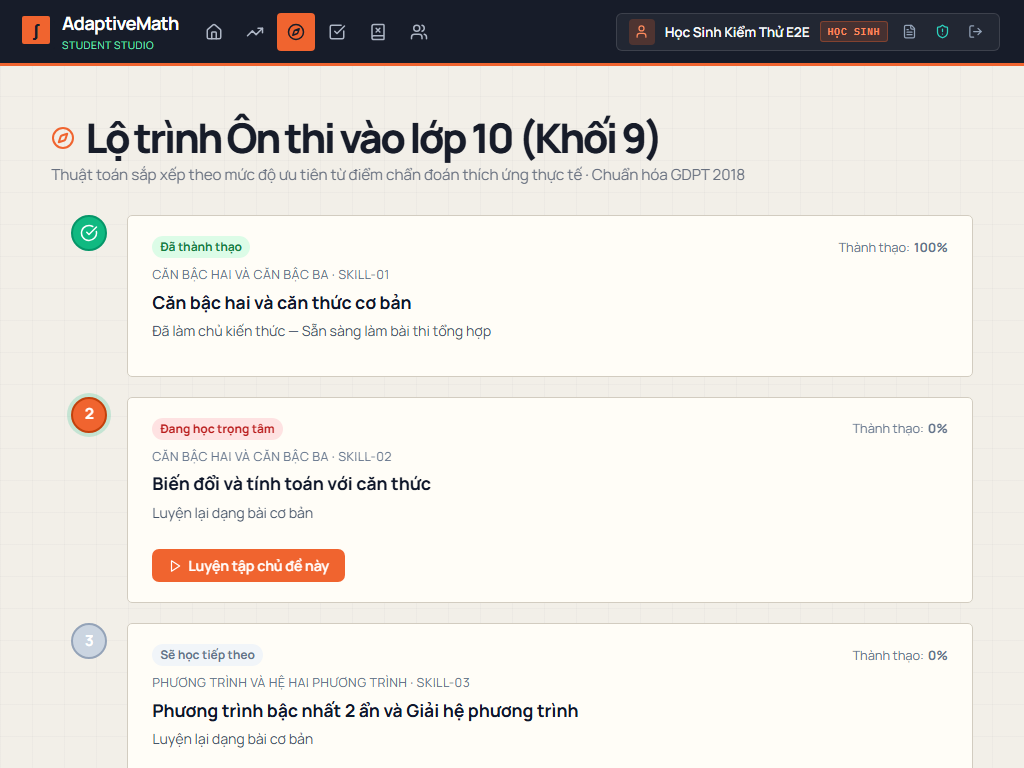 ∫
AdaptiveMath
STUDENT STUDIO
Học Sinh Kiểm Thử E2E
HỌC SINH
Lộ trình Ôn thi vào lớp 10 (Khối 9)
Thuật toán sắp xếp theo mức độ ưu tiên từ điểm chẩn đoán thích ứng thực tế · Chuẩn hóa GDPT 2018
Đã thành thạo
Thành thạo: 100%
CĂN BẬC HAI VÀ CĂN BẬC BA · SKILL-01
Căn bậc hai và căn thức cơ bản
Đã làm chủ kiến thức — Sẵn sàng làm bài thi tổng hợp
2
Đang học trọng tâm
Thành thạo: 0%
CĂN BẬC HAI VÀ CĂN BẬC BA · SKILL-02
Biến đổi và tính toán với căn thức
Luyện lại dạng bài cơ bản
Luyện tập chủ đề này
3
Sẽ học tiếp theo
Thành thạo: 0%
PHƯƠNG TRÌNH VÀ HỆ HAI PHƯƠNG TRÌNH · SKILL-03
Phương trình bậc nhất 2 ẩn và Giải hệ phương trình
Luyện lại dạng bài cơ bản